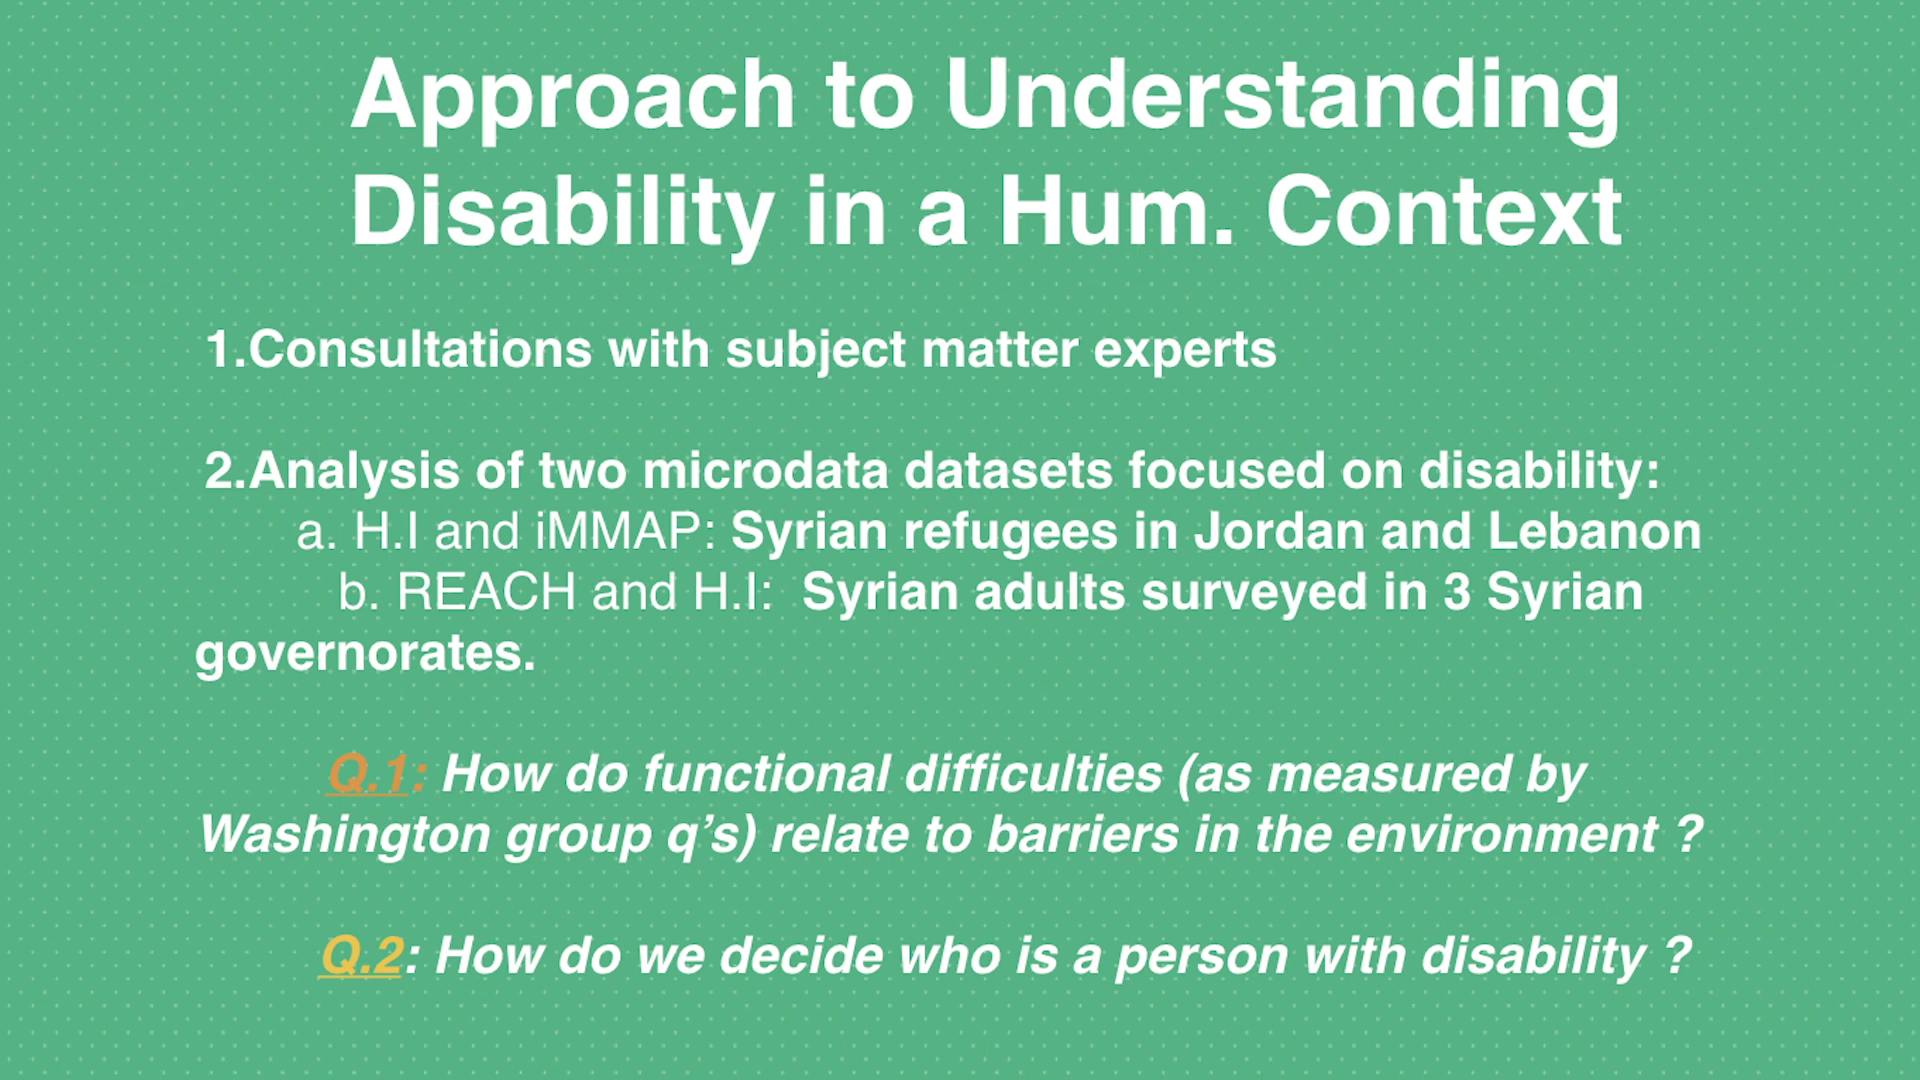 Approach to Understanding
Disability in a Hum. Context
1.Consultations with subject matter experts
2.Analysis of two microdata datasets focused on disability:
a. H.I and iMMAP: Syrian refugees in Jordan and Lebanon
b. REACH and H.I: Syrian adults surveyed in 3 Syrian
governorates.
Q.1: How do functional difficulties (as measured by
Washington group q’s) relate to barriers in the environment ?
Q.2: How do we decide who is a person with disability ?